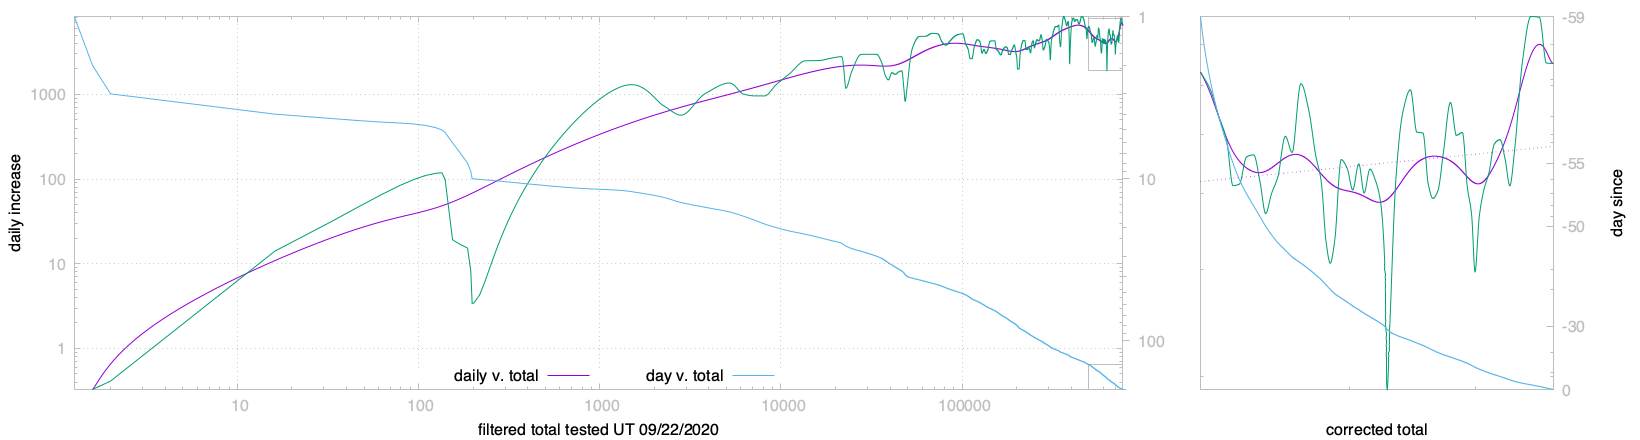 daily increase
1000
100
10
1
10
100
1000
10000
100000
filtered total tested UT 09/22/2020
daily v. total
day v. total
1
10
100
-59
-55
-50
-30
0
day since
corrected total